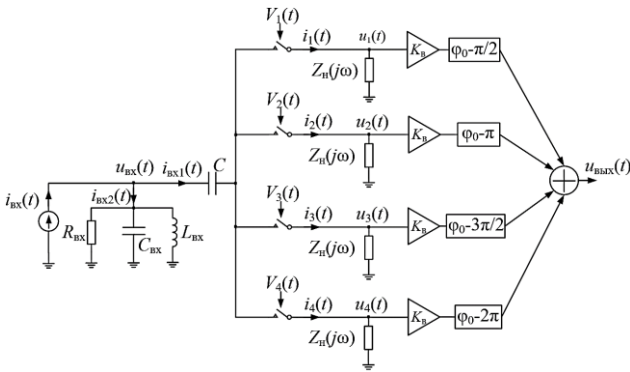 V₁(t)
i₁(t)
u₁(t)
Kв
φ₀-π/2
Zн(jω)
V₂(t)
i₂(t)
u₂(t)
Kв
φ₀-π
Zн(jω)
uвх(t)
iвх1(t)
C
iвх(t)
iвх2(t)
Rвх
Cвх
Lвх
uвых(t)
V₃(t)
i₃(t)
u₃(t)
Kв
φ₀-3π/2
Zн(jω)
V₄(t)
i₄(t)
u₄(t)
Kв
φ₀-2π
Zн(jω)